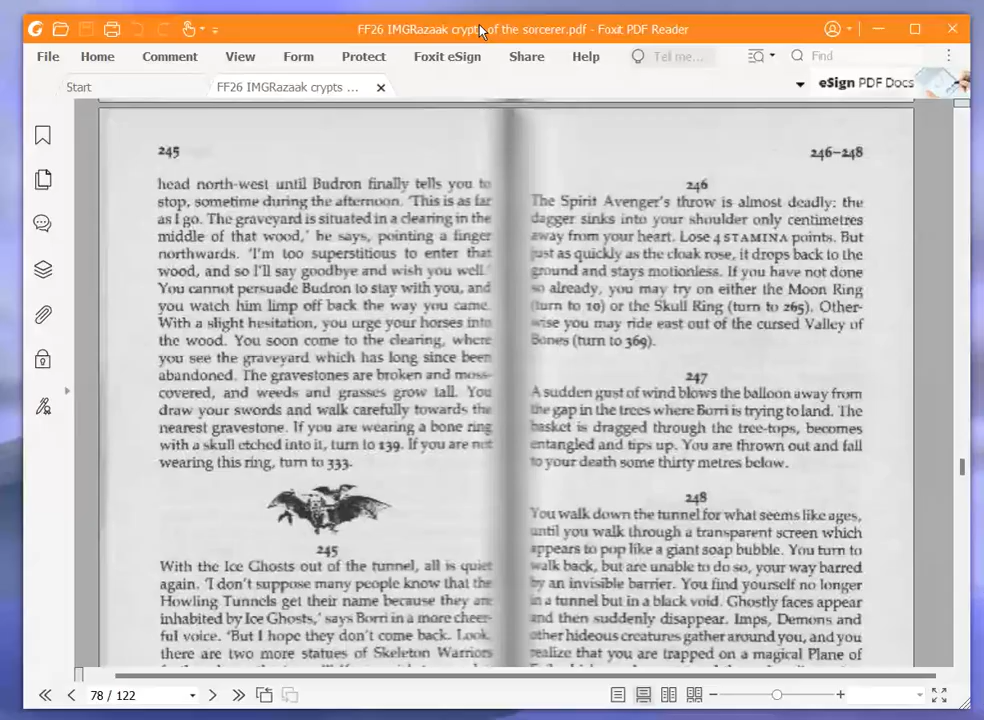 FF26 IMGRazaak crypts of the sorcerer.pdf - Foxit PDF Reader
File Home Comment View Form Protect Foxit eSign Share Help Tell me... Find
Start
FF26 IMGRazaak crypts ...
eSign PDF Docs
245
head north-west until Budron finally tells you to
stop, sometime during the afternoon. 'This is as far
as I go. The graveyard is situated in a clearing in the
middle of that wood,' he says, pointing a finger
northwards. 'I'm too superstitious to enter that
wood, and so I'll say goodbye and wish you well.'
You cannot persuade Budron to stay with you, and
you watch him limp off back the way you came.
With a slight hesitation, you urge your horses into
the wood. You soon come to the clearing, where
you see the graveyard which has long since been
abandoned. The gravestones are broken and moss-
covered, and weeds and grasses grow tall. You
draw your swords and walk carefully towards the
nearest gravestone. If you are wearing a bone ring
with a skull etched into it, turn to 139. If you are not
wearing this ring, turn to 333.
245
With the Ice Ghosts out of the tunnel, all is quiet
again. 'I don't suppose many people know that the
Howling Tunnels get their name because they are
inhabited by Ice Ghosts,' says Borri in a more cheer-
ful voice. 'But I hope they don't come back. Look,
there are two more statues of Skeleton Warriors
246-248
246
The Spirit Avenger's throw is almost deadly: the
dagger sinks into your shoulder only centimetres
away from your heart. Lose 4 STAMINA points. But
just as quickly as the cloak rose, it drops back to the
ground and stays motionless. If you have not done
so already, you may try on either the Moon Ring
(turn to 10) or the Skull Ring (turn to 265). Other-
wise you may ride east out of the cursed Valley of
Bones (turn to 369).
247
A sudden gust of wind blows the balloon away from
the gap in the trees where Borri is trying to land. The
basket is dragged through the tree-tops, becomes
entangled and tips up. You are thrown out and fall
to your death some thirty metres below.
248
You walk down the tunnel for what seems like ages,
until you walk through a transparent screen which
appears to pop like a giant soap bubble. You turn to
walk back, but are unable to do so, your way barred
by an invisible barrier. You find yourself no longer
in a tunnel but in a black void. Ghostly faces appear
and then suddenly disappear. Imps, Demons and
other hideous creatures gather around you, and you
realize that you are trapped on a magical Plane of
78 / 122